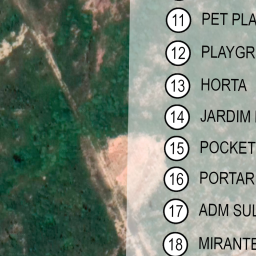 11 PET PLA
12 PLAYGR
13 HORTA
14 JARDIM
15 POCKET
16 PORTAR
17 ADM SUL
18 MIRANTE